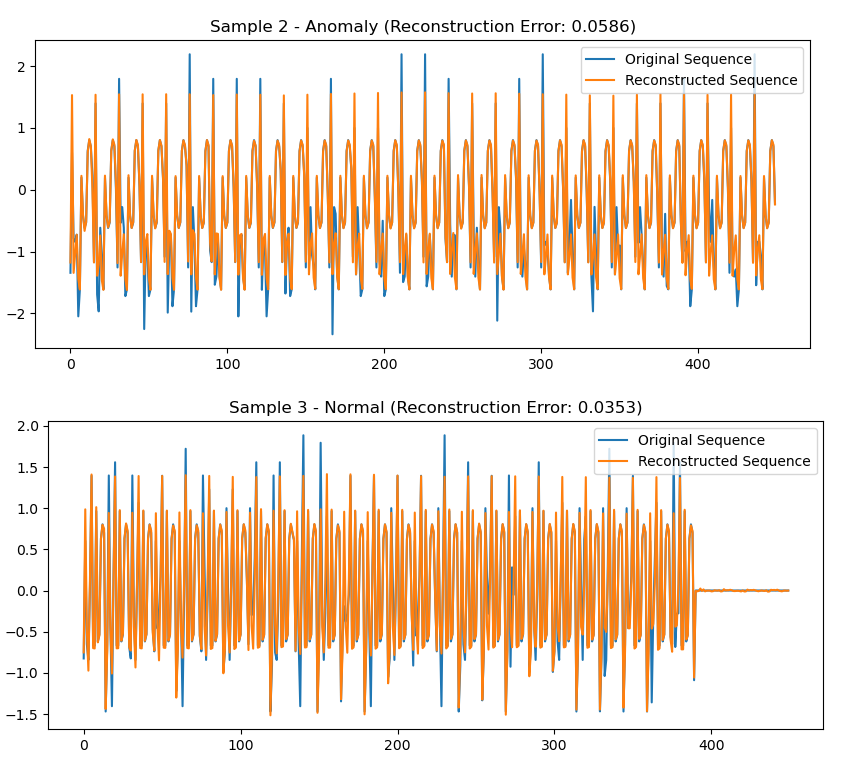 Sample 2 - Anomaly (Reconstruction Error: 0.0586)
Original Sequence
Reconstructed Sequence
2
1
0
−1
−2
0 100 200 300 400
Sample 3 - Normal (Reconstruction Error: 0.0353)
Original Sequence
Reconstructed Sequence
2.0
1.5
1.0
0.5
0.0
−0.5
−1.0
−1.5
0 100 200 300 400